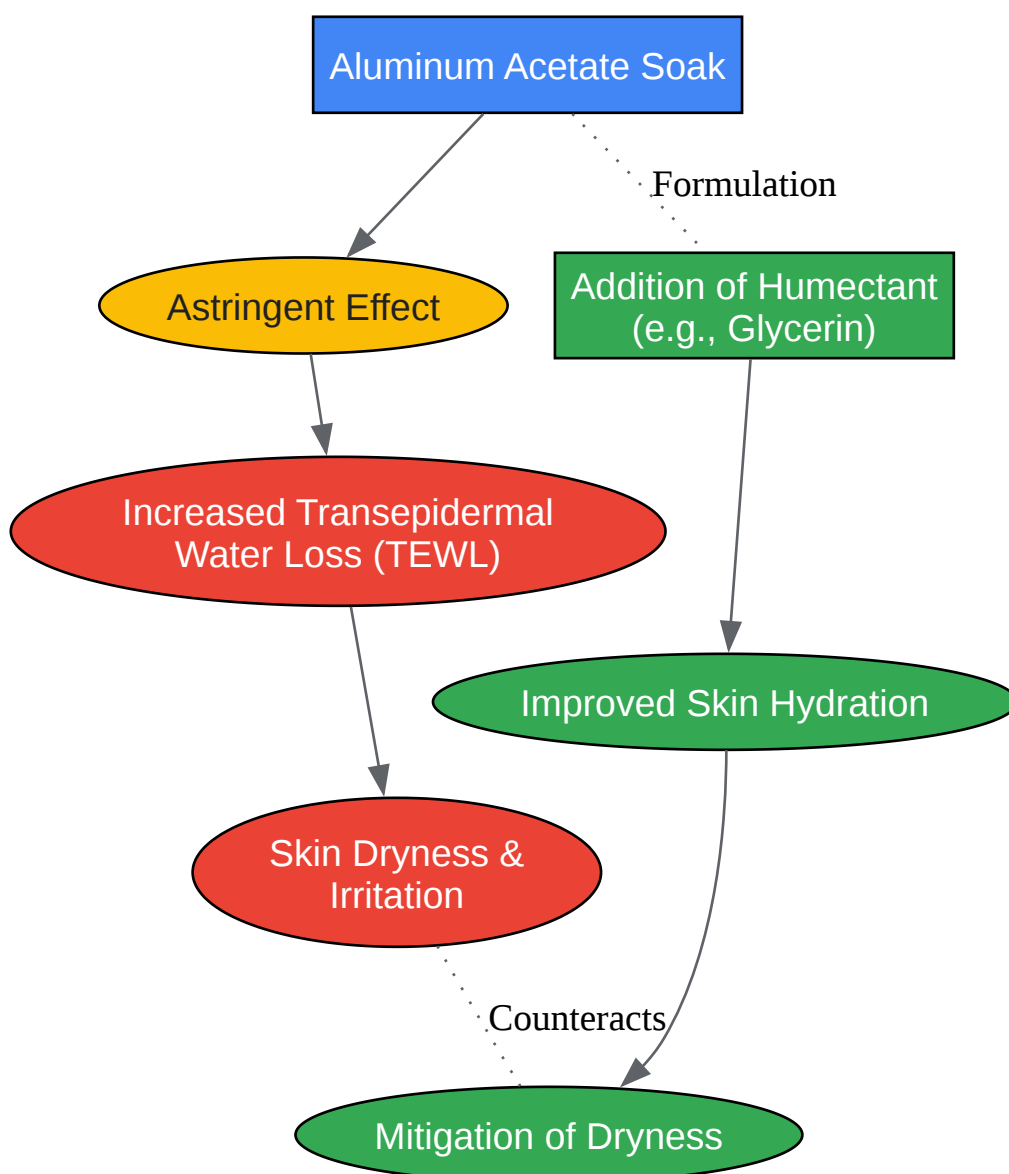 Aluminum Acetate Soak
Formulation
Astringent Effect
Addition of Humectant
(e.g., Glycerin)
Increased Transepidermal
Water Loss (TEWL)
Improved Skin Hydration
Skin Dryness &
Irritation
Counteracts
Mitigation of Dryness